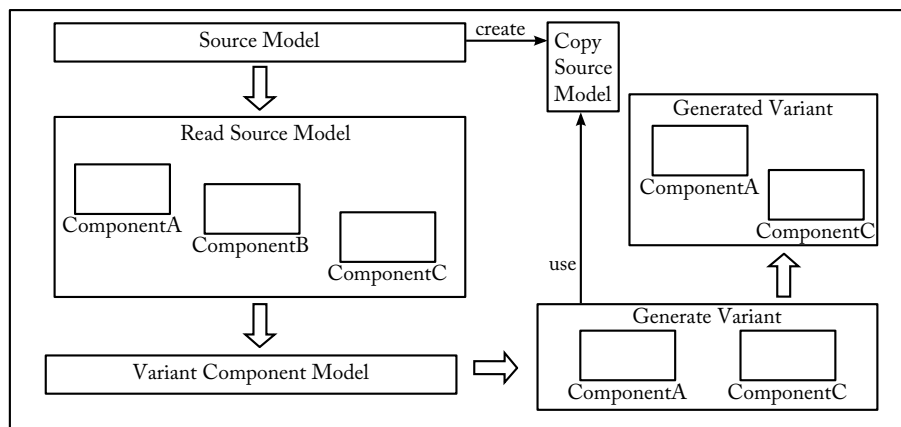 Source Model
create
Copy
Source
Model
Read Source Model
ComponentA
ComponentB
ComponentC
Generated Variant
ComponentA
ComponentC
use
Variant Component Model
Generate Variant
ComponentA
ComponentC